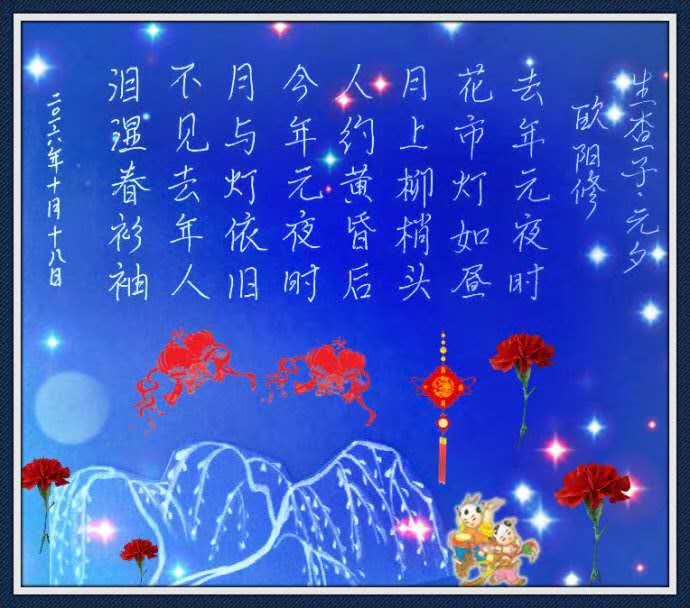 生查子·元夕
欧阳修
去年元夜时
花市灯如昼
月上柳梢头
人约黄昏后
今年元夜时
月与灯依旧
不见去年人
泪湿春衫袖
二〇一六年十月十八日